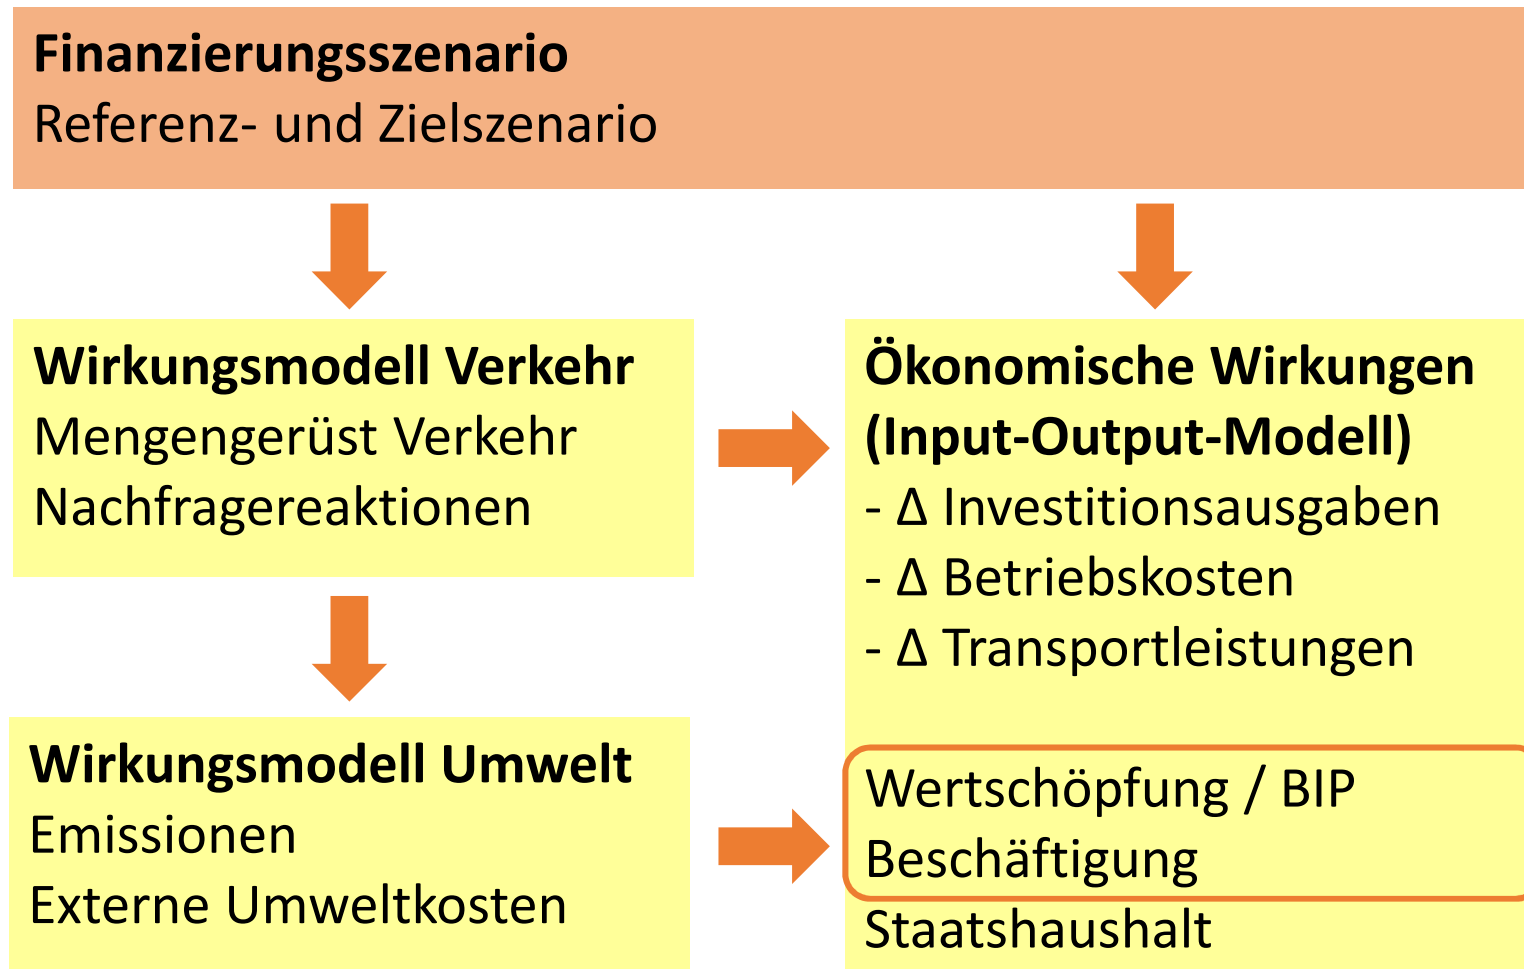 Finanzierungsszenario
Referenz- und Zielszenario
Wirkungsmodell Verkehr
Mengengerüst Verkehr
Nachfragereaktionen
Ökonomische Wirkungen
(Input-Output-Modell)
- Δ Investitionsausgaben
- Δ Betriebskosten
- Δ Transportleistungen
Wirkungsmodell Umwelt
Emissionen
Externe Umweltkosten
Wertschöpfung / BIP
Beschäftigung
Staatshaushalt